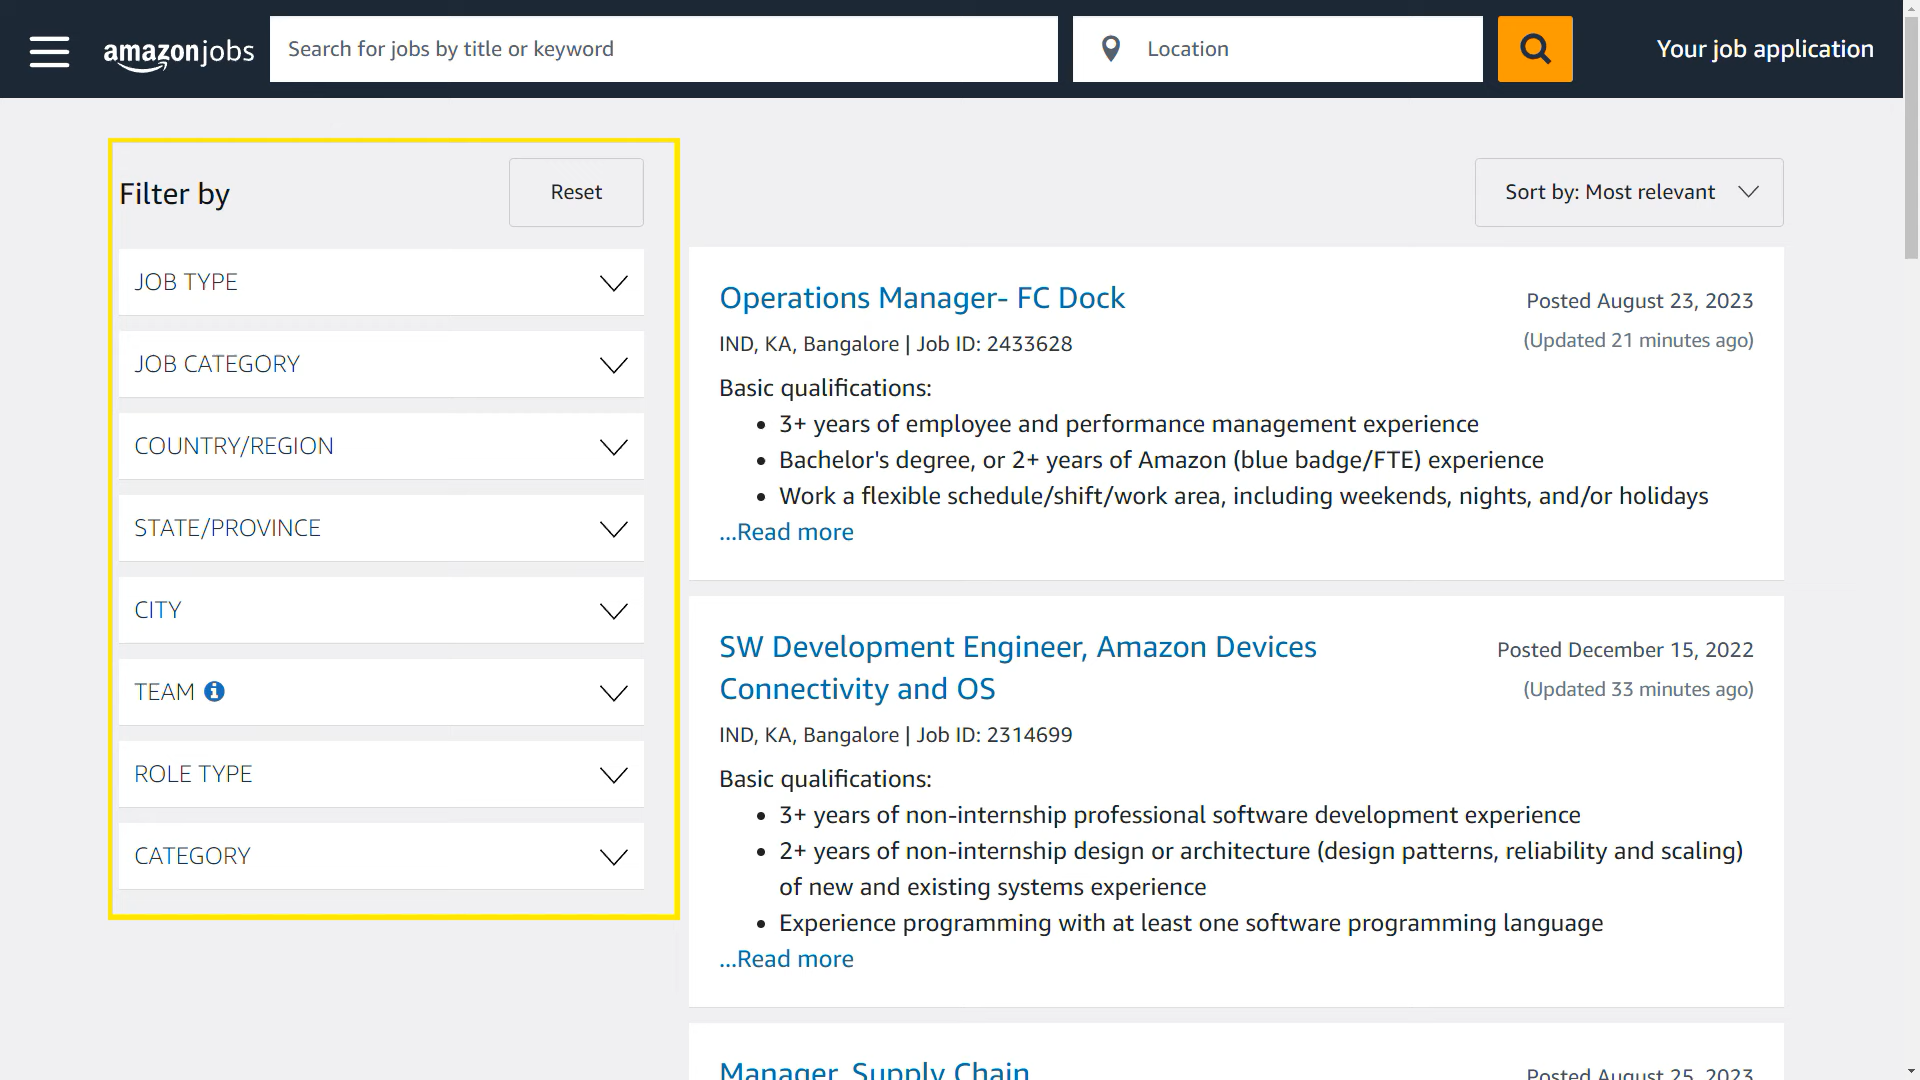 amazonjobs
Search for jobs by title or keyword
Location
Your job application
Filter by
Reset
JOB TYPE
JOB CATEGORY
COUNTRY/REGION
STATE/PROVINCE
CITY
TEAM
ROLE TYPE
CATEGORY
Sort by: Most relevant
Operations Manager- FC Dock
Posted August 23, 2023
IND, KA, Bangalore | Job ID: 2433628
(Updated 21 minutes ago)
Basic qualifications:
• 3+ years of employee and performance management experience
• Bachelor's degree, or 2+ years of Amazon (blue badge/FTE) experience
• Work a flexible schedule/shift/work area, including weekends, nights, and/or holidays
...Read more
SW Development Engineer, Amazon Devices
Connectivity and OS
Posted December 15, 2022
(Updated 33 minutes ago)
IND, KA, Bangalore | Job ID: 2314699
Basic qualifications:
• 3+ years of non-internship professional software development experience
• 2+ years of non-internship design or architecture (design patterns, reliability and scaling)
of new and existing systems experience
• Experience programming with at least one software programming language
...Read more
Manager, Supply Chain
Posted August 25, 2023